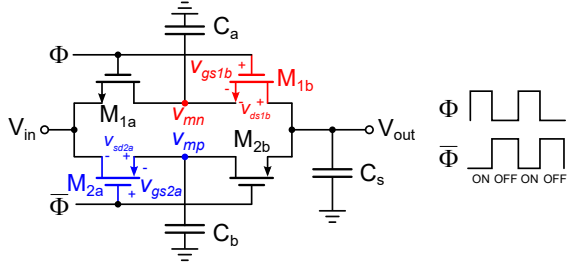 C_a
Φ
v_gs1b + -
M_1b
M_1a
v_mn
- v_ds1b +
V_in
V_out
v_sd2a
- + -
v_mp
M_2b
M_2a
v_gs2a
+
C_s
Φ̅
C_b
Φ
Φ̅
ON OFF ON OFF